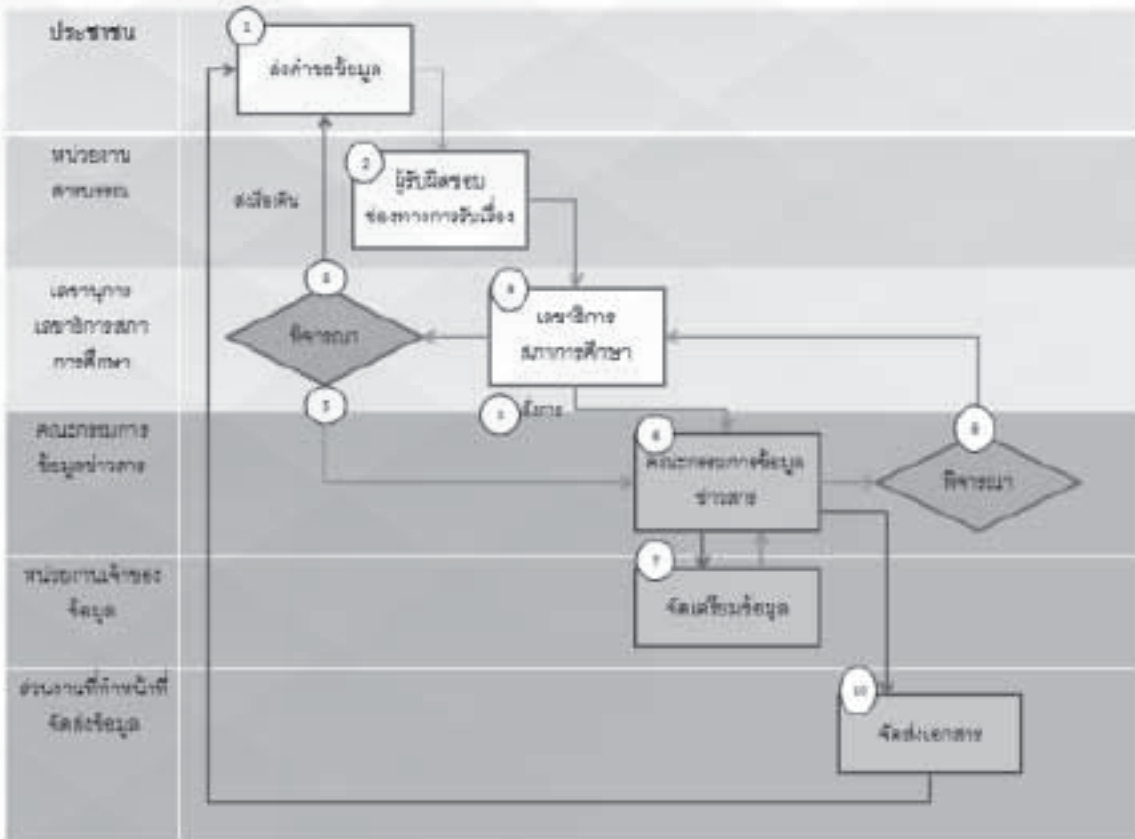 ประชาชน
1
ส่งคำขอข้อมูล
หน่วยงาน
สารบรรณ
2
ผู้รับผิดชอบ
ช่องทางการรับเรื่อง
ส่งเรื่องคืน
เลขานุการ
เลขาธิการสภา
การศึกษา
พิจารณา
เลขาธิการ
สภาการศึกษา
สั่งการ
คณะกรรมการ
ข้อมูลข่าวสาร
6
คณะกรรมการข้อมูล
ข่าวสาร
พิจารณา
หน่วยงานเจ้าของ
ข้อมูล
7
จัดเตรียมข้อมูล
ส่วนงานที่ทำหน้าที่
จัดส่งข้อมูล
10
จัดส่งเอกสาร